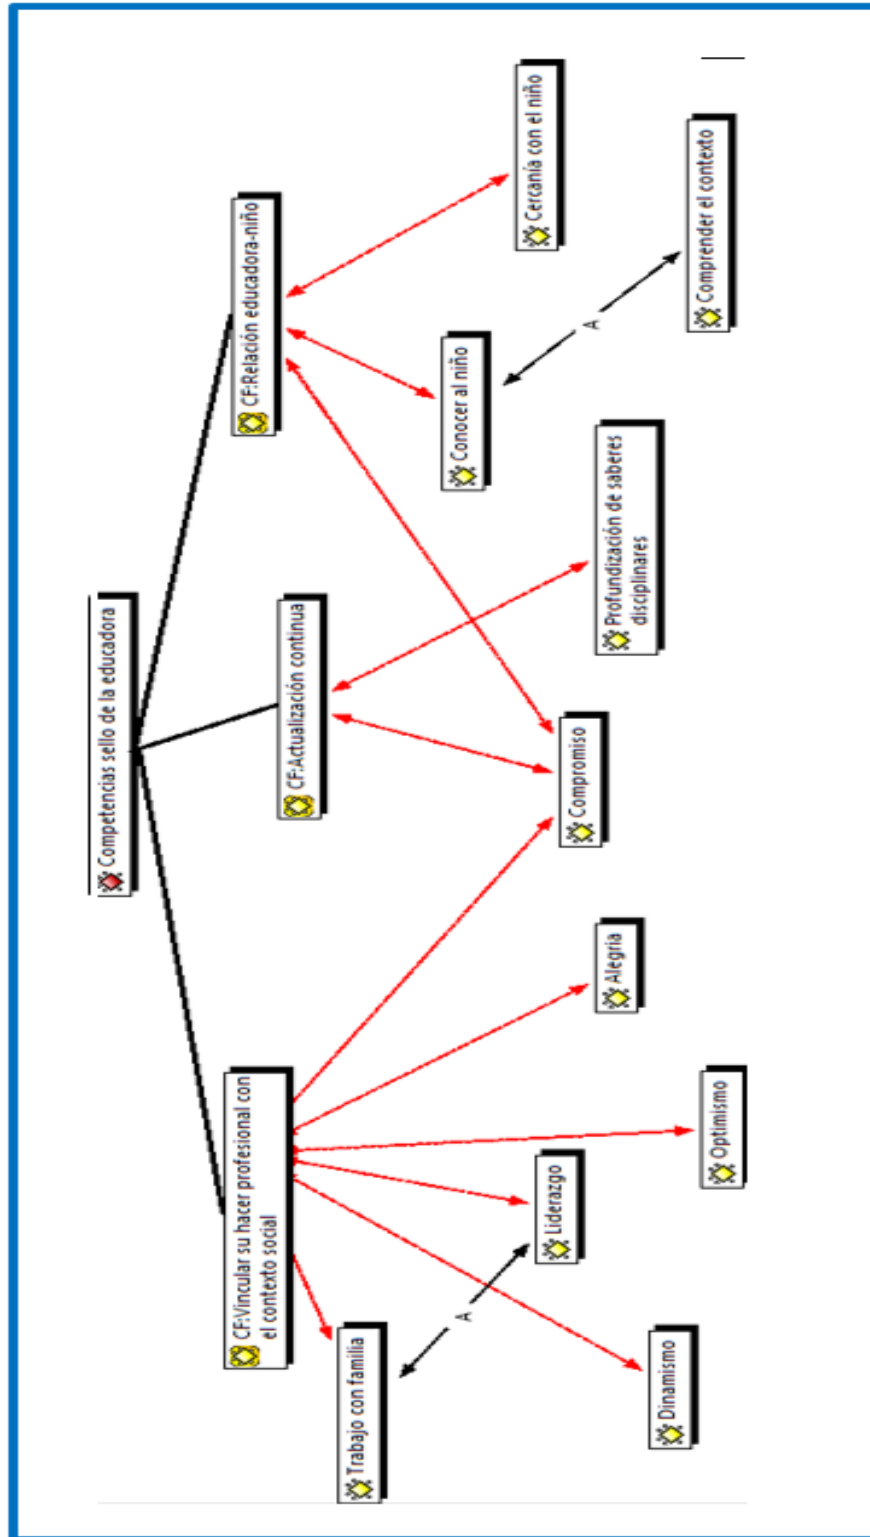 Competencias sello de la educadora
CF:Vincular su hacer profesional con
el contexto social
CF:Actualización continua
CF:Relación educadora-niño
Trabajo con familia
A
Liderazgo
Dinamismo
Optimismo
Alegria
Compromiso
Profundización de saberes
disciplinares
Conocer al niño
A
Cercanía con el niño
Comprender el contexto